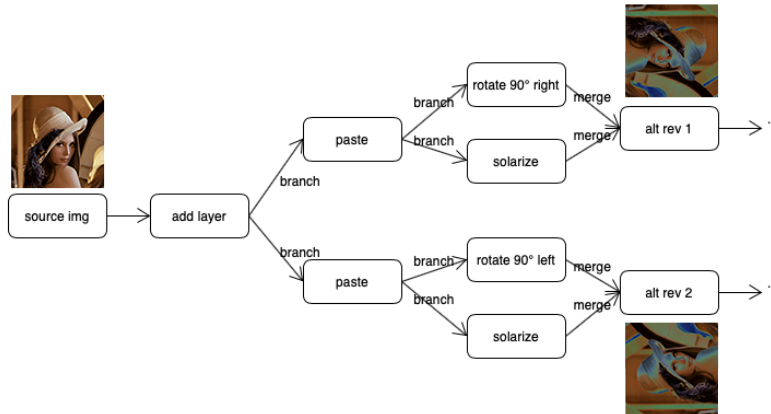 rotate 90° right
branch
merge
paste
branch
merge
alt rev 1
solarize
branch
source img
add layer
branch
rotate 90° left
branch
merge
paste
branch
merge
alt rev 2
solarize